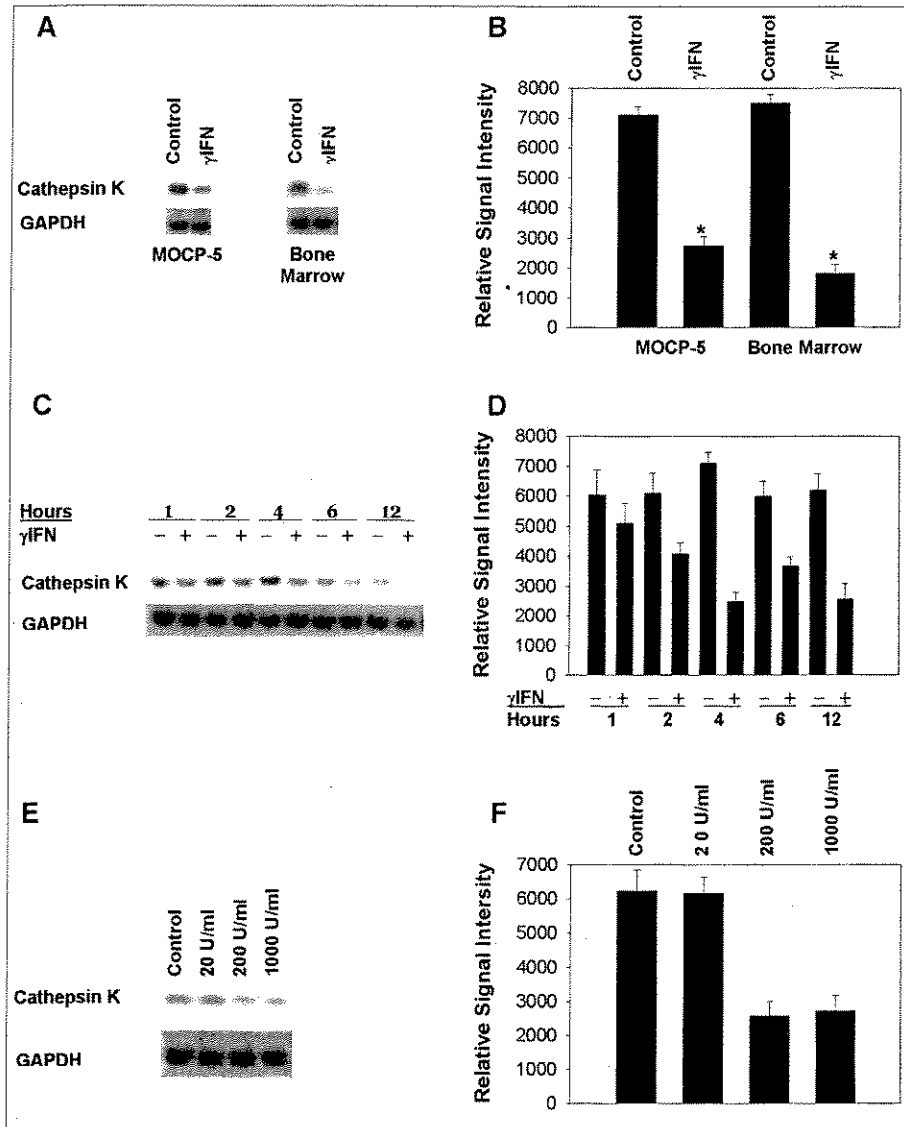 A
Control
γIFN
Control
γIFN
Cathepsin K
GAPDH
MOCP-5
Bone
Marrow
B
Control
γIFN
Control
γIFN
Relative Signal Intensity
8000
7000
6000
5000
4000
3000
2000
1000
0
*
*
MOCP-5 Bone Marrow
C
Hours 1 2 4 6 12
γIFN − + − + − + − + − +
Cathepsin K
GAPDH
D
Relative Signal Intensity
8000
7000
6000
5000
4000
3000
2000
1000
0
γIFN − + − + − + − + − +
Hours 1 2 4 6 12
E
Control
20 U/ml
200 U/ml
1000 U/ml
Cathepsin K
GAPDH
F
Control
2 0 U/ml
200 U/ml
1000 U/ml
Relative Signal Intersity
7000
6000
5000
4000
3000
2000
1000
0